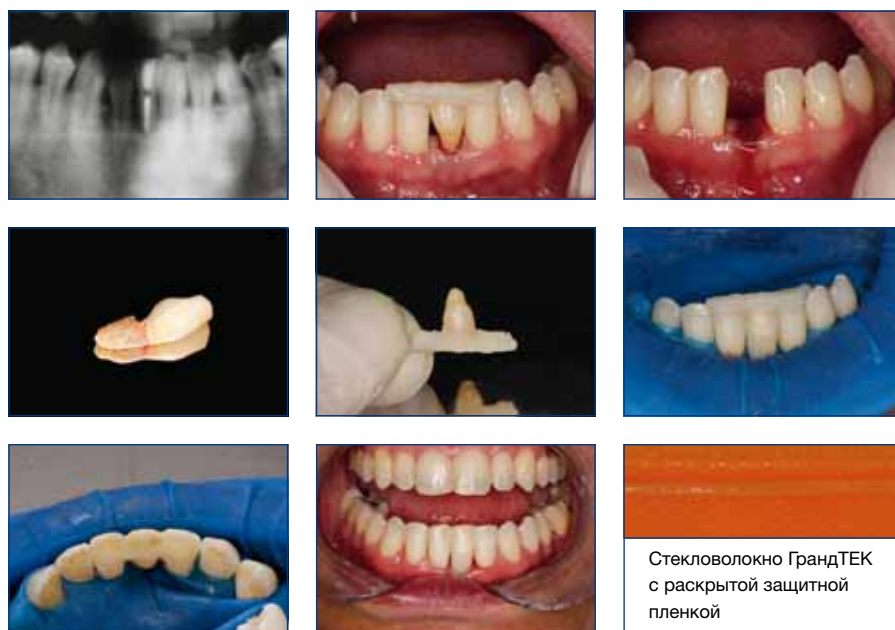 Стекловолокно ГрандТЕК
с раскрытой защитной
пленкой